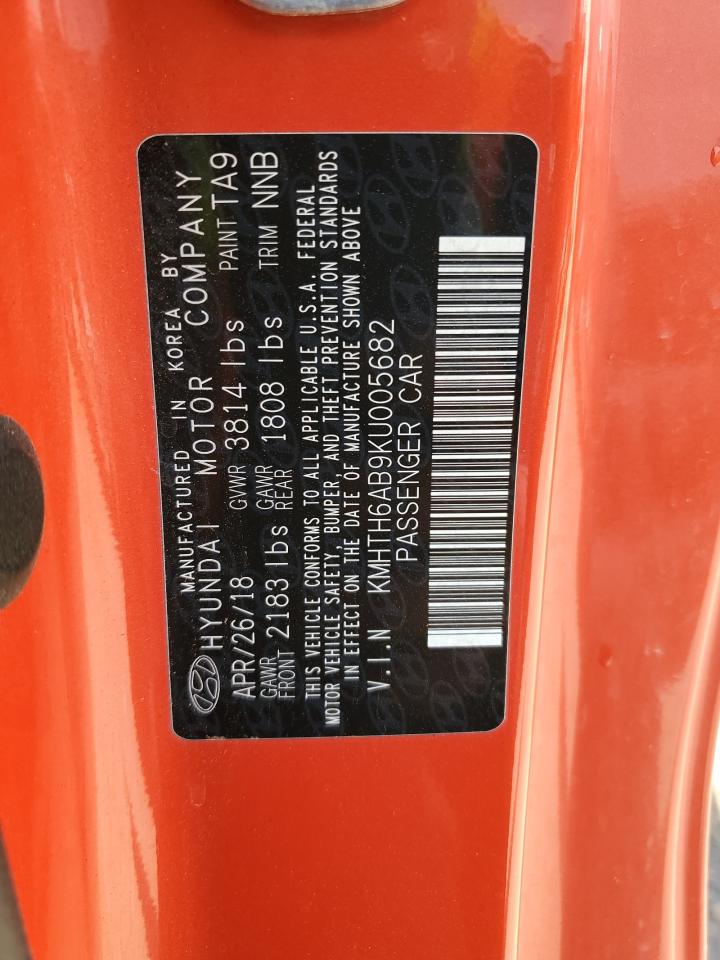 MANUFACTURED IN KOREA BY
HYUNDAI MOTOR COMPANY
APR/26/18 GVWR 3814 lbs PAINT TA9
GAWR FRONT 2183 lbs GAWR REAR 1808 lbs TRIM NNB
THIS VEHICLE CONFORMS TO ALL APPLICABLE U.S.A. FEDERAL
MOTOR VEHICLE SAFETY, BUMPER, AND THEFT PREVENTION STANDARDS
IN EFFECT ON THE DATE OF MANUFACTURE SHOWN ABOVE
V.I.N KMHTH6AB9KU005682
PASSENGER CAR